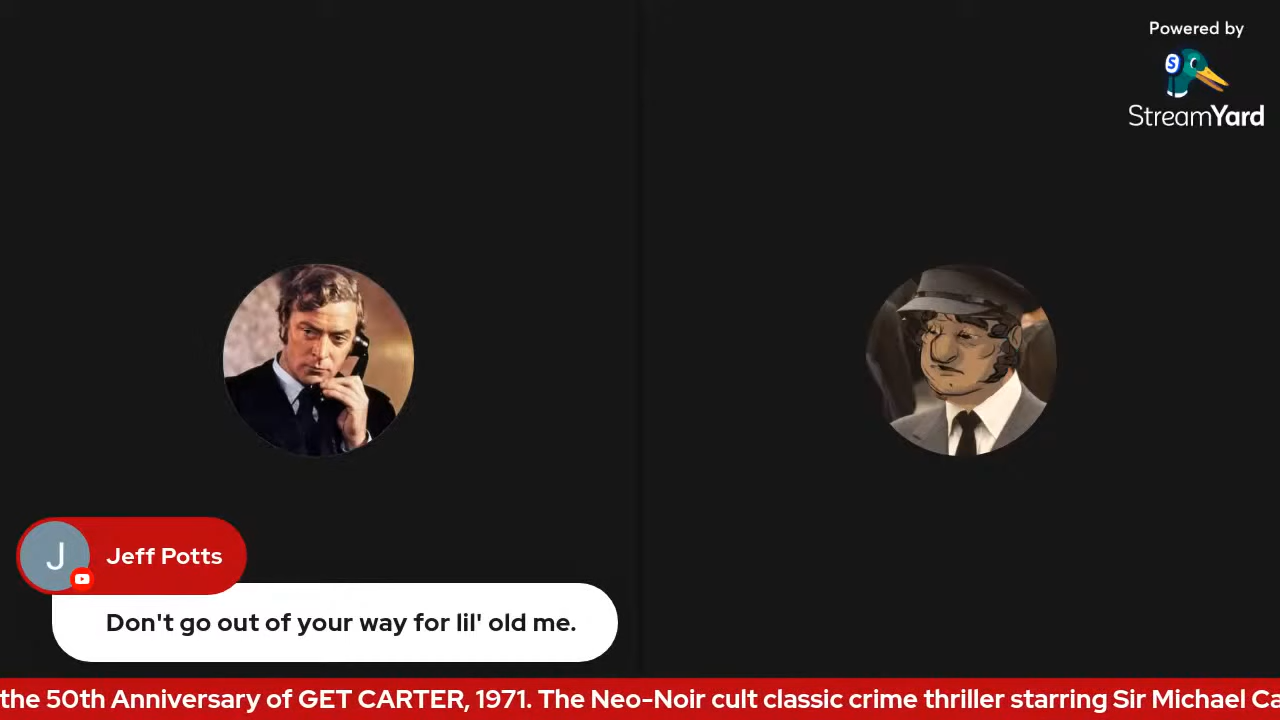 Powered by
S
StreamYard
J
Jeff Potts
Don't go out of your way for lil' old me.
the 50th Anniversary of GET CARTER, 1971. The Neo-Noir cult classic crime thriller starring Sir Michael Ca